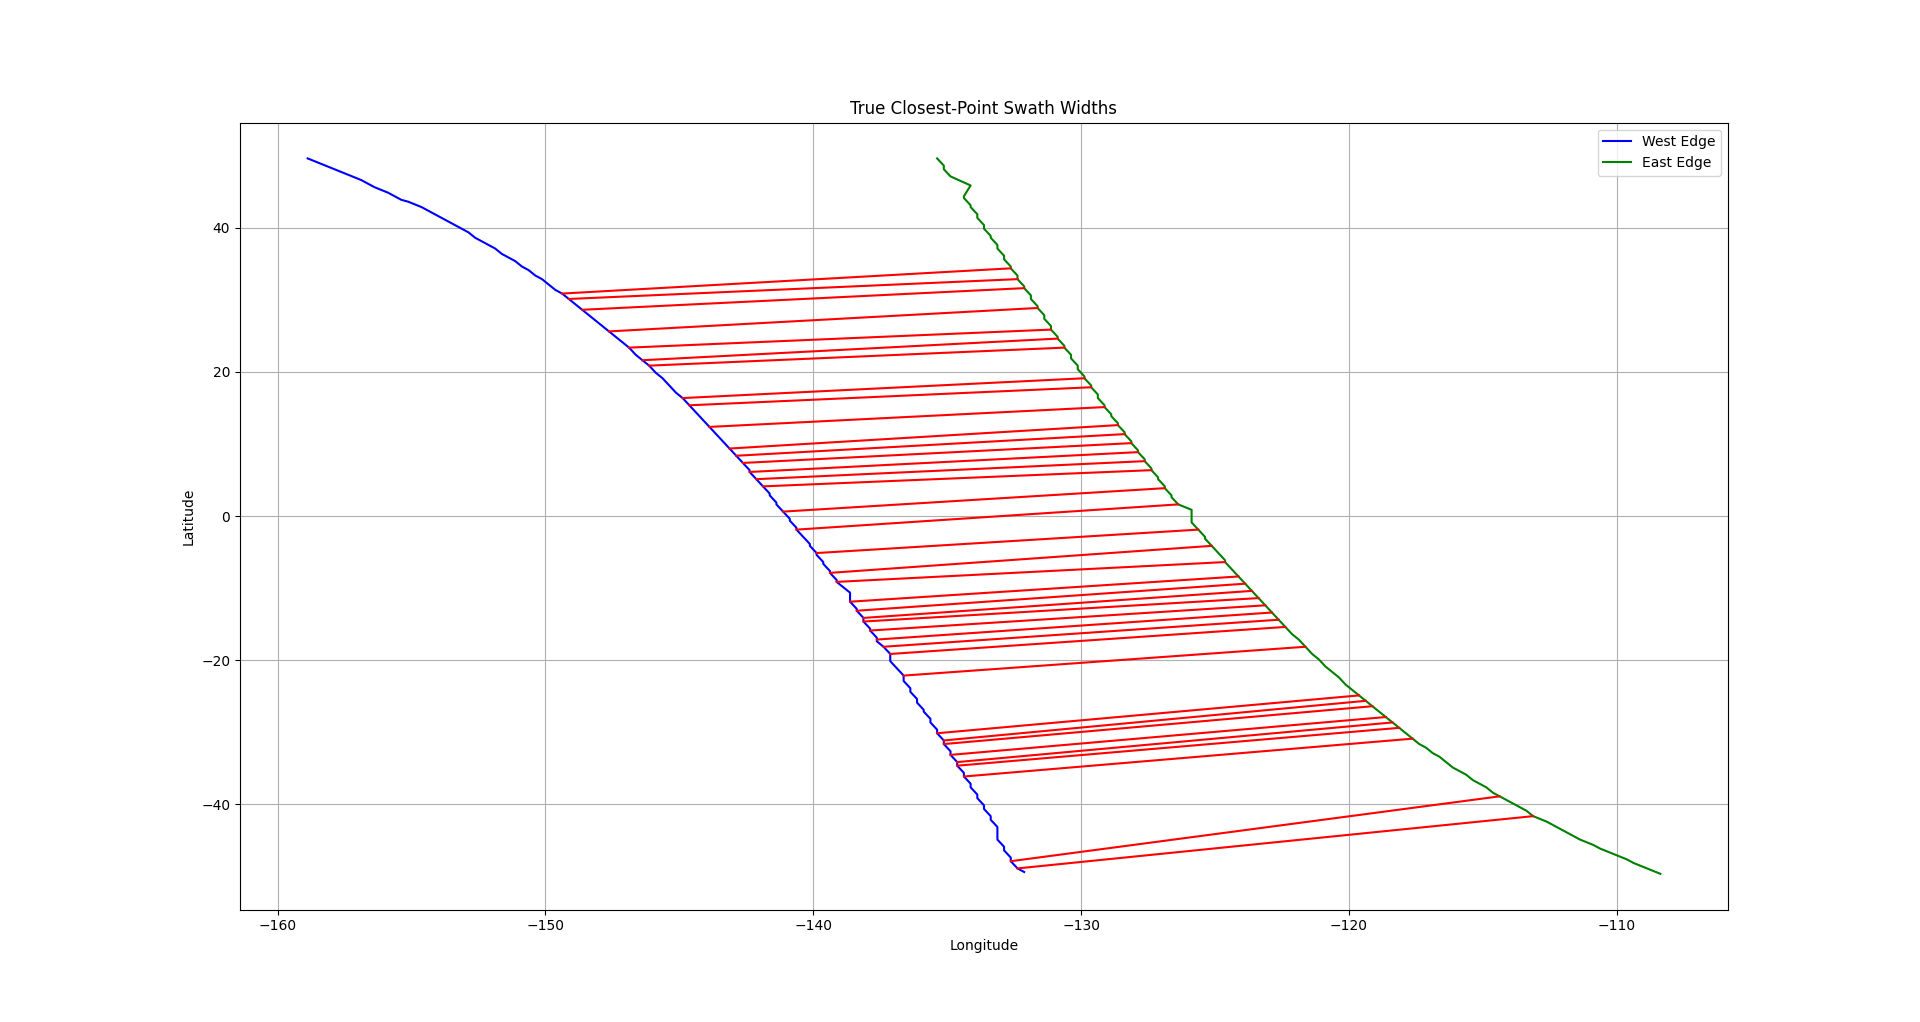 True Closest-Point Swath Widths
West Edge
East Edge
40
20
0
−20
−40
Latitude
−160
−150
−140
−130
−120
−110
Longitude